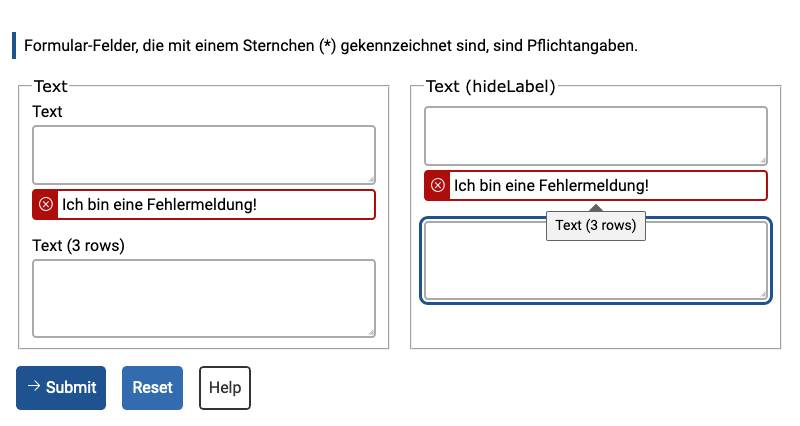 Formular-Felder, die mit einem Sternchen (*) gekennzeichnet sind, sind Pflichtangaben.
Text
Text
Ich bin eine Fehlermeldung!
Text (3 rows)
Text (hideLabel)
Ich bin eine Fehlermeldung!
Text (3 rows)
Submit
Reset
Help